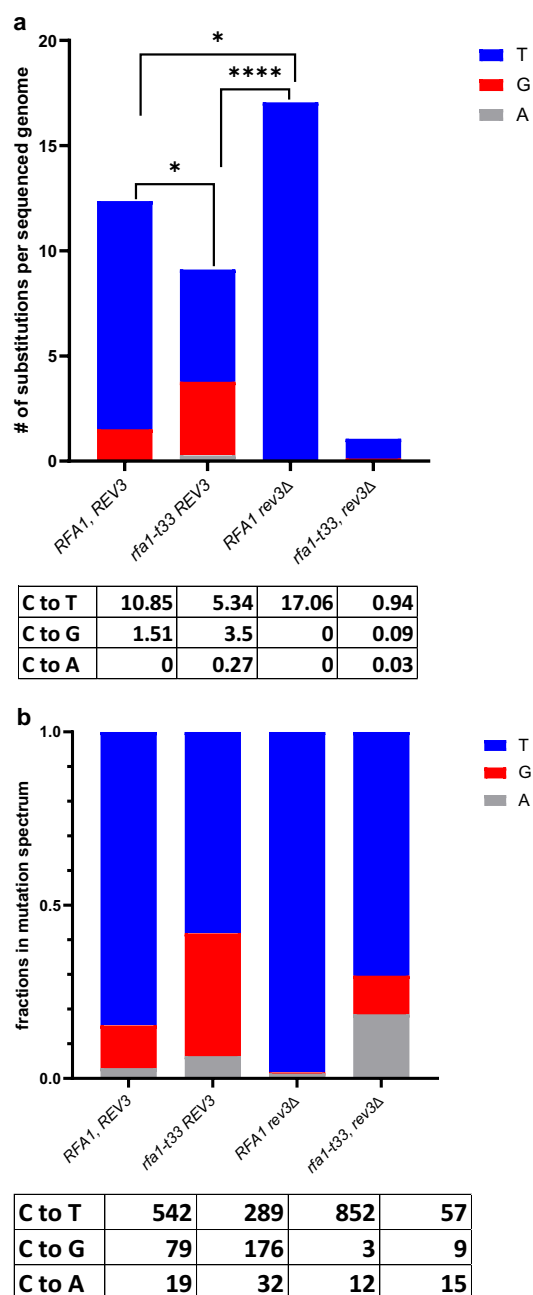 a
# of substitutions per sequenced genome
20
15
10
5
0
*
****
*
T
G
A
RFA1, REV3
rfa1-t33 REV3
RFA1 rev3Δ
rfa1-t33, rev3Δ
C to T 10.85 5.34 17.06 0.94
C to G 1.51 3.5 0 0.09
C to A 0 0.27 0 0.03
b
fractions in mutation spectrum
1.0
0.5
0.0
T
G
A
RFA1, REV3
rfa1-t33 REV3
RFA1 rev3Δ
rfa1-t33, rev3Δ
C to T 542 289 852 57
C to G 79 176 3 9
C to A 19 32 12 15